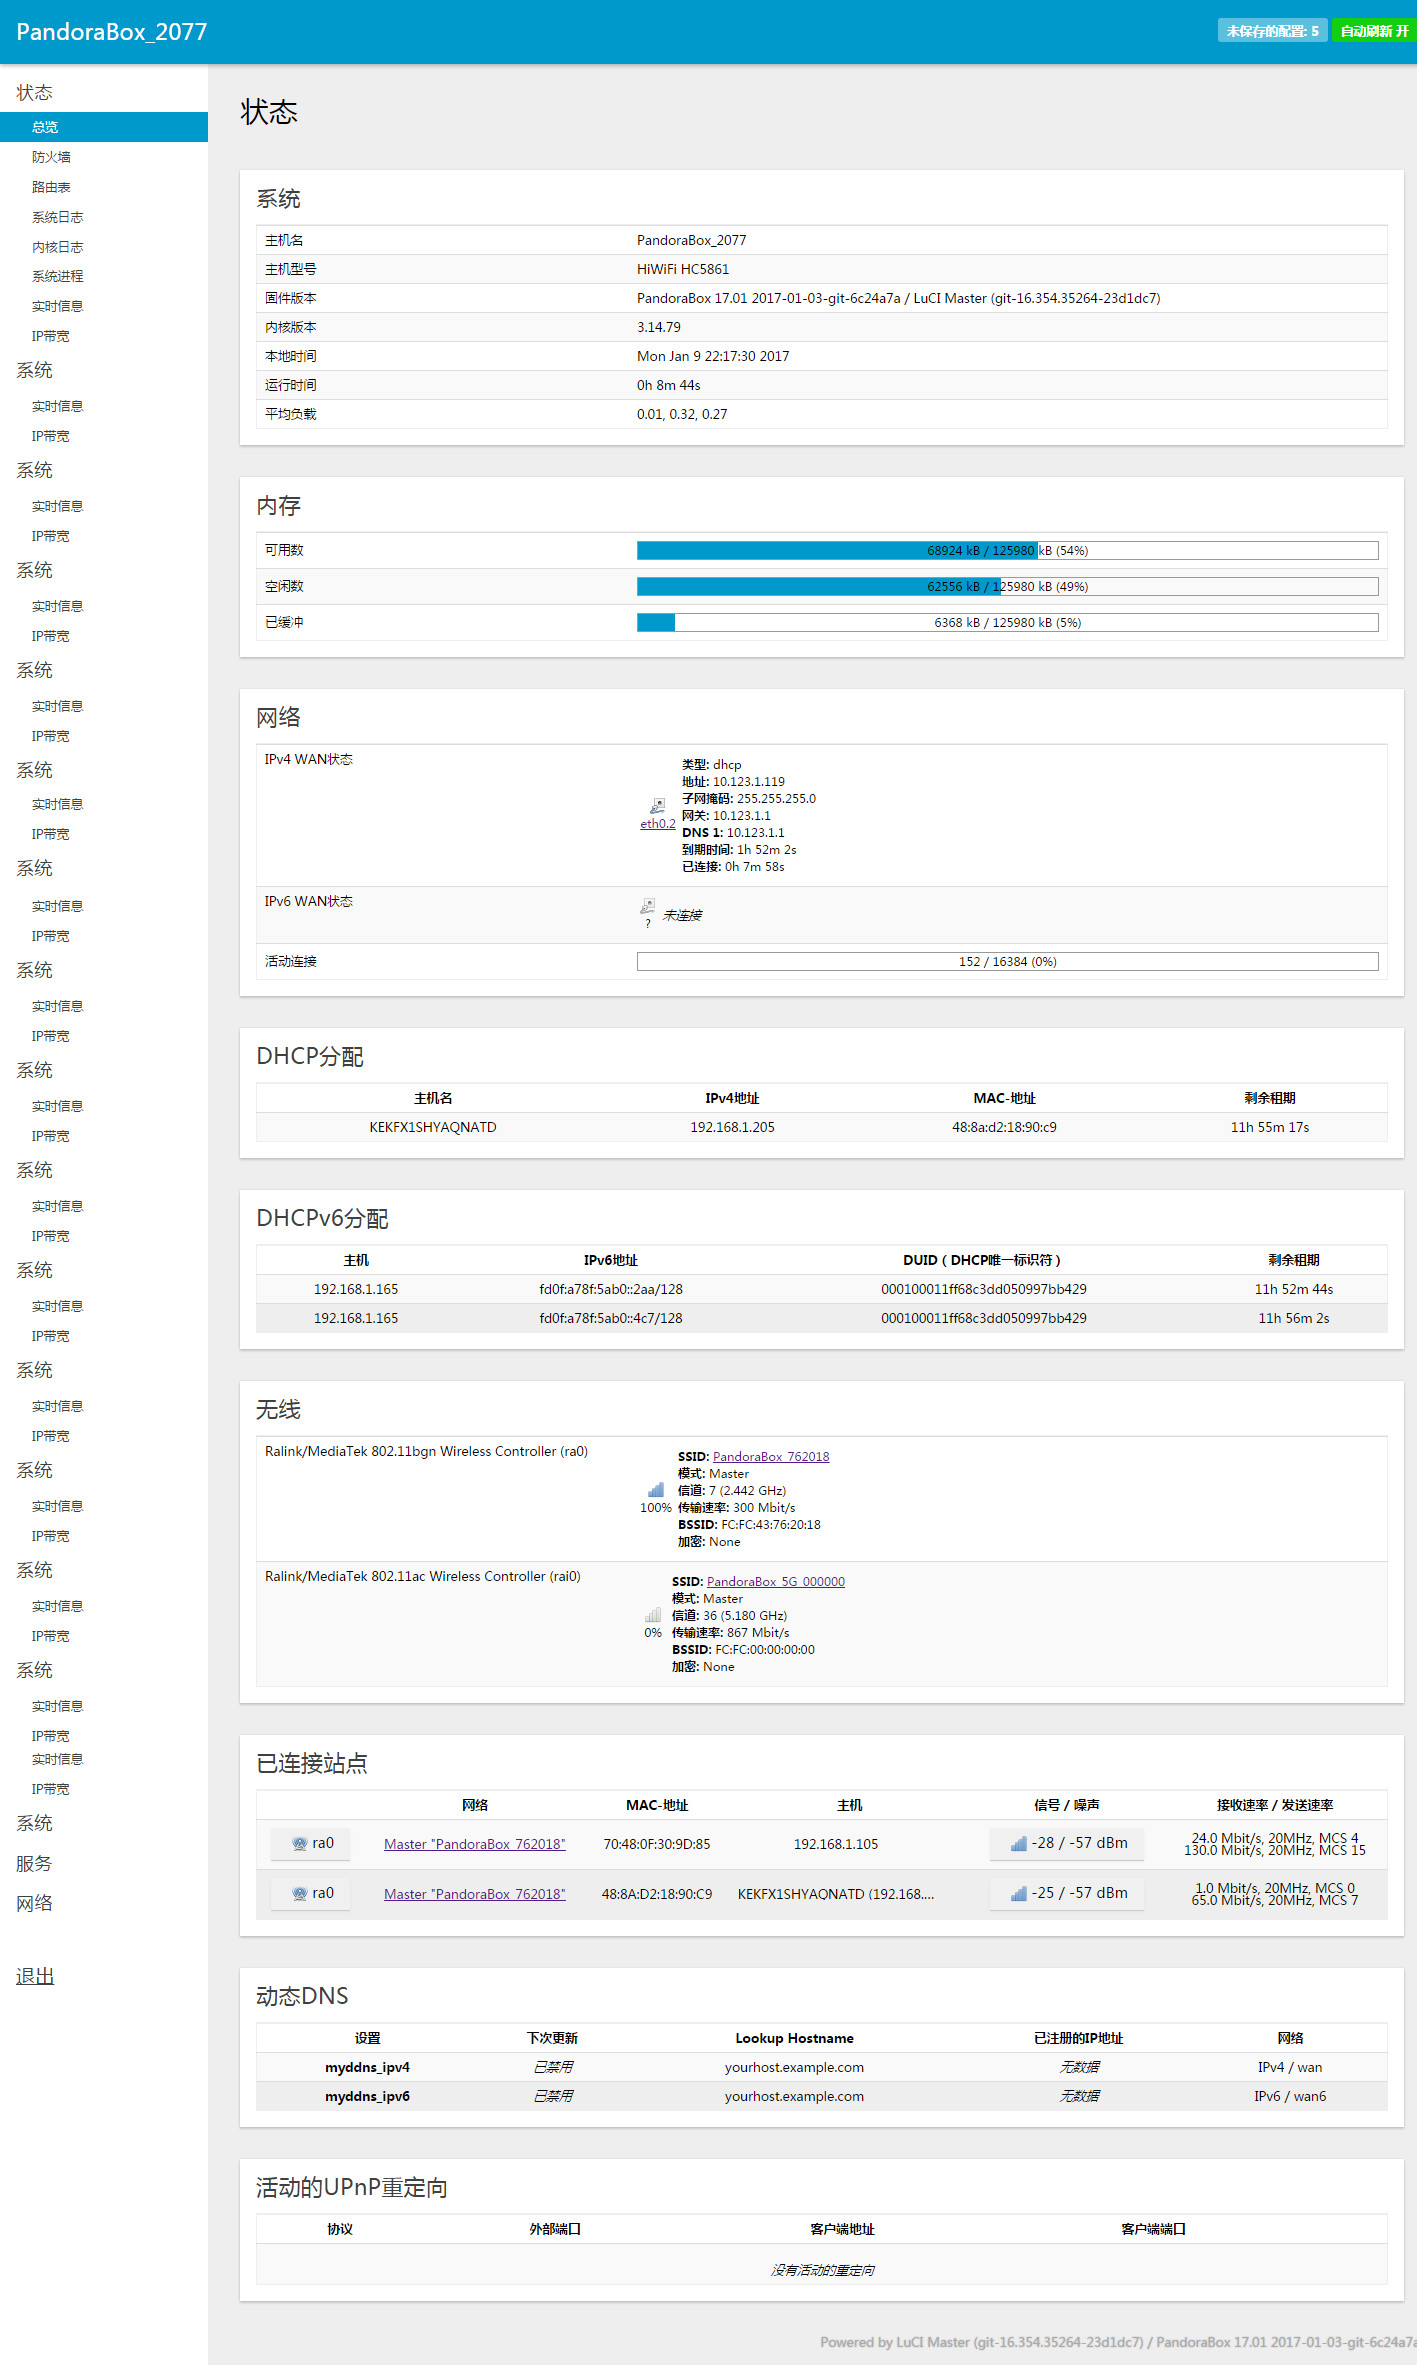 PandoraBox_2077
未保存的配置: 5
自动刷新 开
状态
总览
防火墙
路由表
系统日志
内核日志
系统进程
实时信息
IP带宽
系统
实时信息
IP带宽
系统
实时信息
IP带宽
系统
实时信息
IP带宽
系统
实时信息
IP带宽
系统
实时信息
IP带宽
系统
实时信息
IP带宽
系统
实时信息
IP带宽
系统
实时信息
IP带宽
系统
实时信息
IP带宽
系统
实时信息
IP带宽
系统
实时信息
IP带宽
系统
实时信息
IP带宽
系统
实时信息
IP带宽
系统
实时信息
IP带宽
实时信息
IP带宽
系统
服务
网络
退出
状态
系统
主机名 PandoraBox_2077
主机型号 HiWiFi HC5861
固件版本 PandoraBox 17.01 2017-01-03-git-6c24a7a / LuCI Master (git-16.354.35264-23d1dc7)
内核版本 3.14.79
本地时间 Mon Jan 9 22:17:30 2017
运行时间 0h 8m 44s
平均负载 0.01, 0.32, 0.27
内存
可用数 68924 kB / 125980 kB (54%)
空闲数 62556 kB / 125980 kB (49%)
已缓冲 6368 kB / 125980 kB (5%)
网络
IPv4 WAN状态
eth0.2
类型: dhcp
地址: 10.123.1.119
子网掩码: 255.255.255.0
网关: 10.123.1.1
DNS 1: 10.123.1.1
到期时间: 1h 52m 2s
已连接: 0h 7m 58s
IPv6 WAN状态
? 未连接
活动连接 152 / 16384 (0%)
DHCP分配
主机名 IPv4地址 MAC-地址 剩余租期
KEKFX1SHYAQNATD 192.168.1.205 48:8a:d2:18:90:c9 11h 55m 17s
DHCPv6分配
主机 IPv6地址 DUID ( DHCP唯一标识符 ) 剩余租期
192.168.1.165 fd0f:a78f:5ab0::2aa/128 000100011ff68c3dd050997bb429 11h 52m 44s
192.168.1.165 fd0f:a78f:5ab0::4c7/128 000100011ff68c3dd050997bb429 11h 56m 2s
无线
Ralink/MediaTek 802.11bgn Wireless Controller (ra0)
100%
SSID: PandoraBox_762018
模式: Master
信道: 7 (2.442 GHz)
传输速率: 300 Mbit/s
BSSID: FC:FC:43:76:20:18
加密: None
Ralink/MediaTek 802.11ac Wireless Controller (rai0)
0%
SSID: PandoraBox_5G_000000
模式: Master
信道: 36 (5.180 GHz)
传输速率: 867 Mbit/s
BSSID: FC:FC:00:00:00:00
加密: None
已连接站点
网络 MAC-地址 主机 信号 / 噪声 接收速率 / 发送速率
ra0 Master "PandoraBox_762018" 70:48:0F:30:9D:85 192.168.1.105 -28 / -57 dBm 24.0 Mbit/s, 20MHz, MCS 4
130.0 Mbit/s, 20MHz, MCS 15
ra0 Master "PandoraBox_762018" 48:8A:D2:18:90:C9 KEKFX1SHYAQNATD (192.168.... -25 / -57 dBm 1.0 Mbit/s, 20MHz, MCS 0
65.0 Mbit/s, 20MHz, MCS 7
动态DNS
设置 下次更新 Lookup Hostname 已注册的IP地址 网络
myddns_ipv4 已禁用 yourhost.example.com 无数据 IPv4 / wan
myddns_ipv6 已禁用 yourhost.example.com 无数据 IPv6 / wan6
活动的UPnP重定向
协议 外部端口 客户端地址 客户端端口
没有活动的重定向
Powered by LuCI Master (git-16.354.35264-23d1dc7) / PandoraBox 17.01 2017-01-03-git-6c24a7a